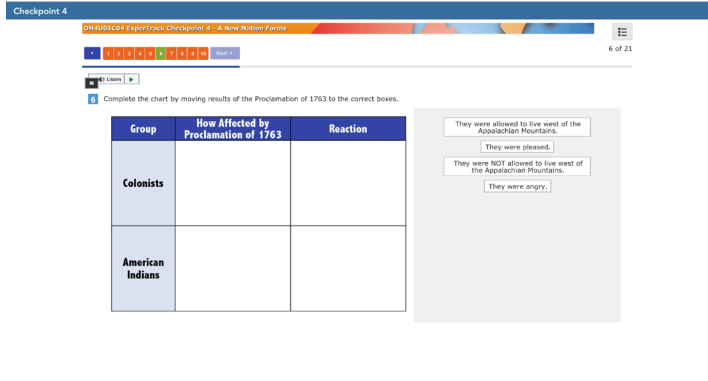 Checkpoint 4
OH4U01C04 ExperTrack Checkpoint 4 - A New Nation Forms
6 of 21
1 2 3 4 5 6 7 8 9 10 Next
Listen
6 Complete the chart by moving results of the Proclamation of 1763 to the correct boxes.
Group
How Affected by
Proclamation of 1763
Reaction
Colonists
American
Indians
They were allowed to live west of the
Appalachian Mountains.
They were pleased.
They were NOT allowed to live west of
the Appalachian Mountains.
They were angry.